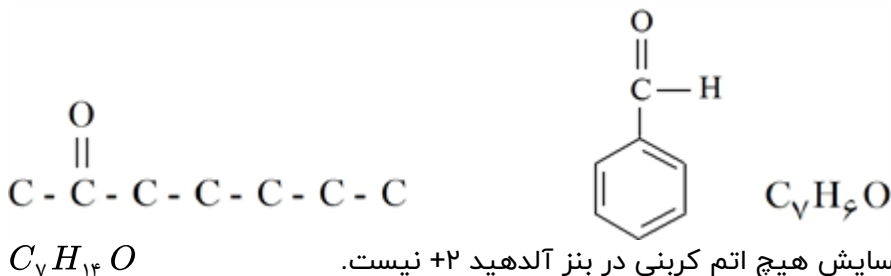 O
||
C — H
O
||
C - C - C - C - C - C - C
C₇H₆O
سایش هیچ اتم کربنی در بنز آلدهید ۲+ نیست.
C₇H₁₄O